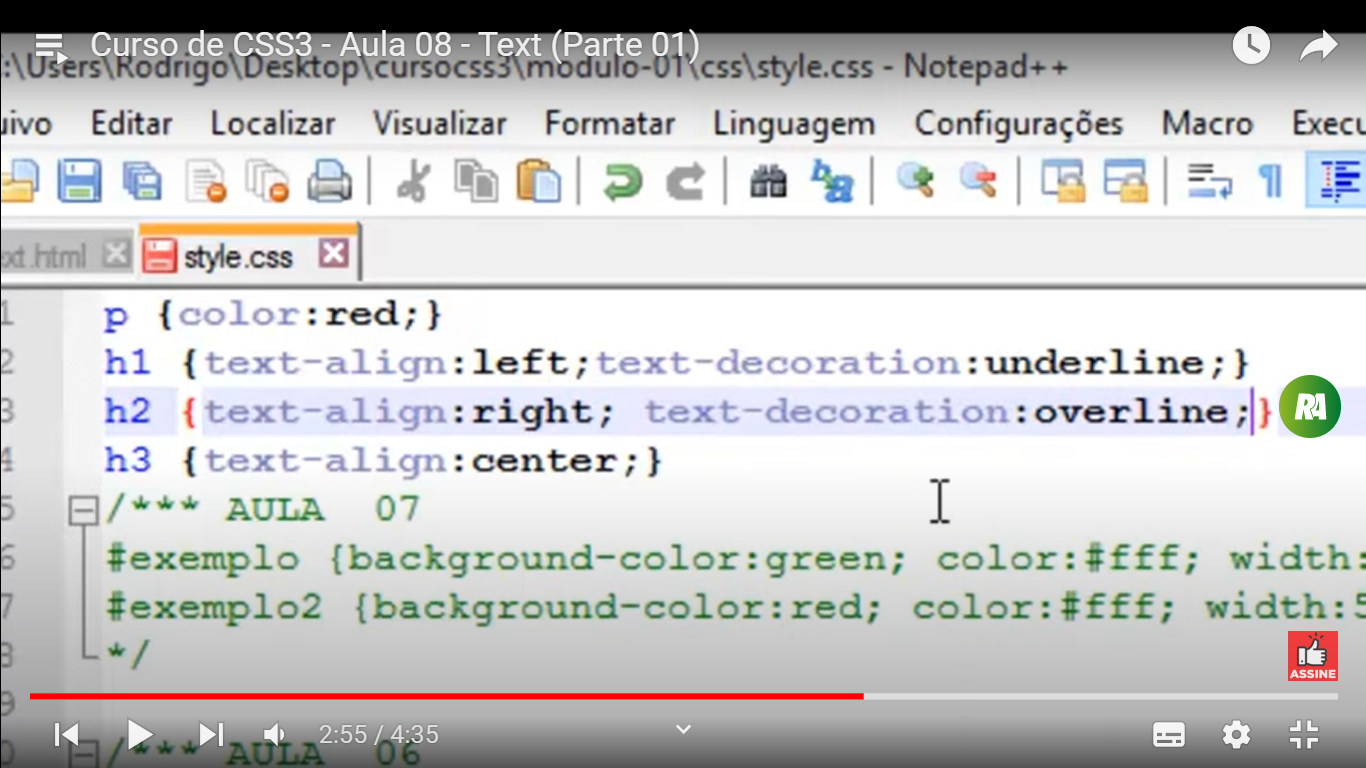 Curso de CSS3 - Aula 08 - Text (Parte 01)
:\Users\Rodrigo\Desktop\cursocss3\modulo-01\css\style.css - Notepad++
uivo Editar Localizar Visualizar Formatar Linguagem Configurações Macro Execu
ext.html style.css
1 p {color:red;}
2 h1 {text-align:left;text-decoration:underline;}
3 h2 {text-align:right; text-decoration:overline;}
RA
4 h3 {text-align:center;}
5 /*** AULA 07
6 #exemplo {background-color:green; color:#fff; width:
7 #exemplo2 {background-color:red; color:#fff; width:5
8 */
ASSINE
9
2:55 / 4:35
0 /*** AULA 06